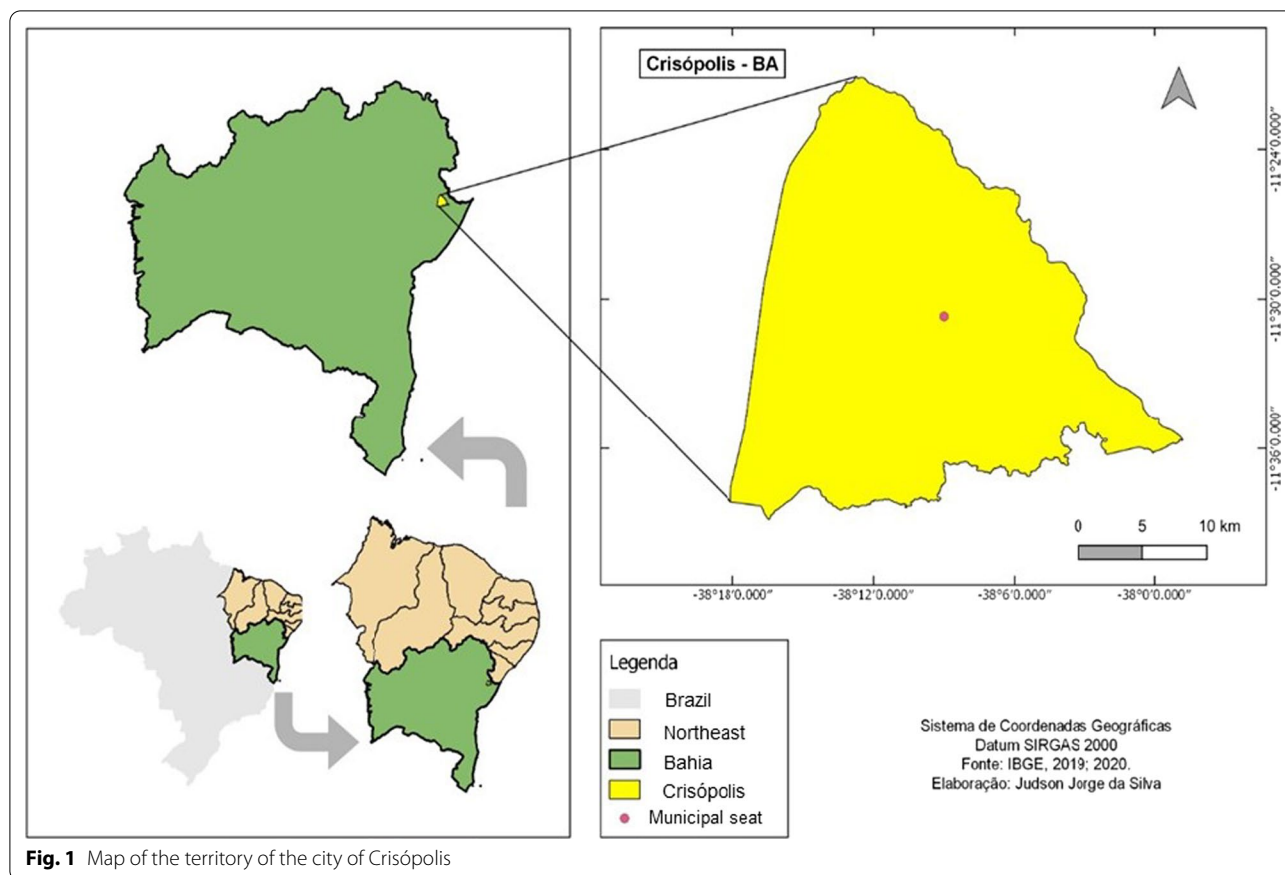 Crisópolis - BA
-11°24'0.000"
-11°30'0.000"
-11°36'0.000"
0 5 10 km
-38°18'0.000" -38°12'0.000" -38°6'0.000" -38°0'0.000"
Legenda
Brazil
Northeast
Bahia
Crisópolis
Municipal seat
Sistema de Coordenadas Geográficas
Datum SIRGAS 2000
Fonte: IBGE, 2019; 2020.
Elaboração: Judson Jorge da Silva
Fig. 1 Map of the territory of the city of Crisópolis